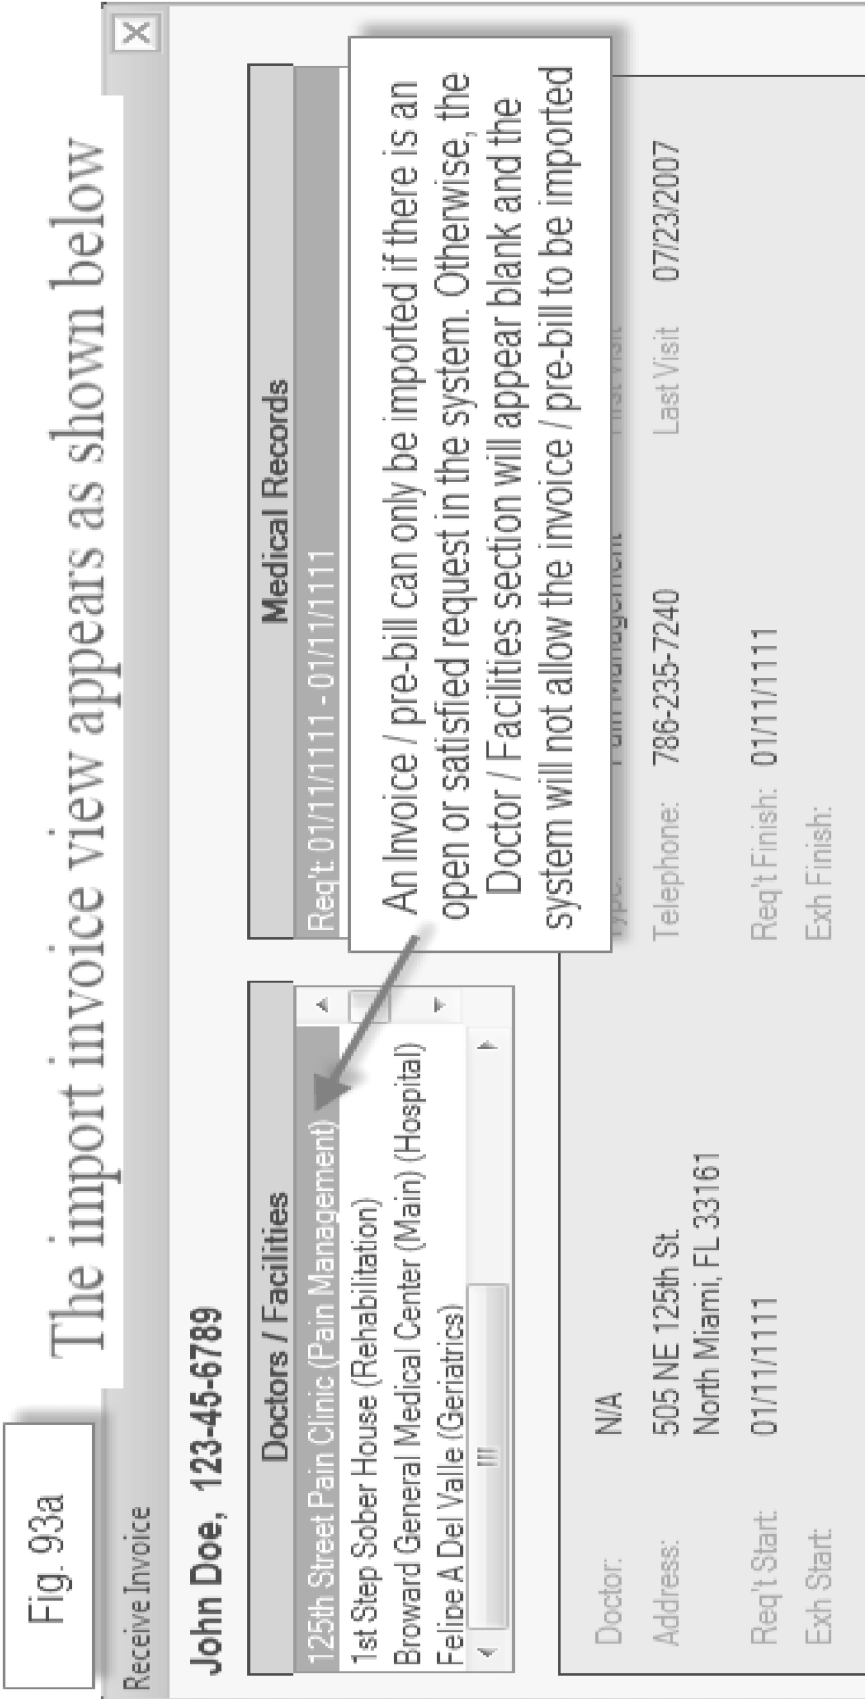 Fig. 93a
The import invoice view appears as shown below
Receive Invoice
John Doe, 123-45-6789
Doctors / Facilities
125th Street Pain Clinic (Pain Management)
1st Step Sober House (Rehabilitation)
Broward General Medical Center (Main) (Hospital)
Felipe A Del Valle (Geriatrics)
Medical Records
Req't: 01/11/1111 - 01/11/1111
An Invoice / pre-bill can only be imported if there is an
open or satisfied request in the system. Otherwise, the
Doctor / Facilities section will appear blank and the
system will not allow the invoice / pre-bill to be imported
Doctor: N/A Type: Pain Management First Visit
Address: 505 NE 125th St. Telephone: 786-235-7240 Last Visit 07/23/2007
North Miami, FL 33161
Req't Start: 01/11/1111 Req't Finish: 01/11/1111
Exh Start: Exh Finish: